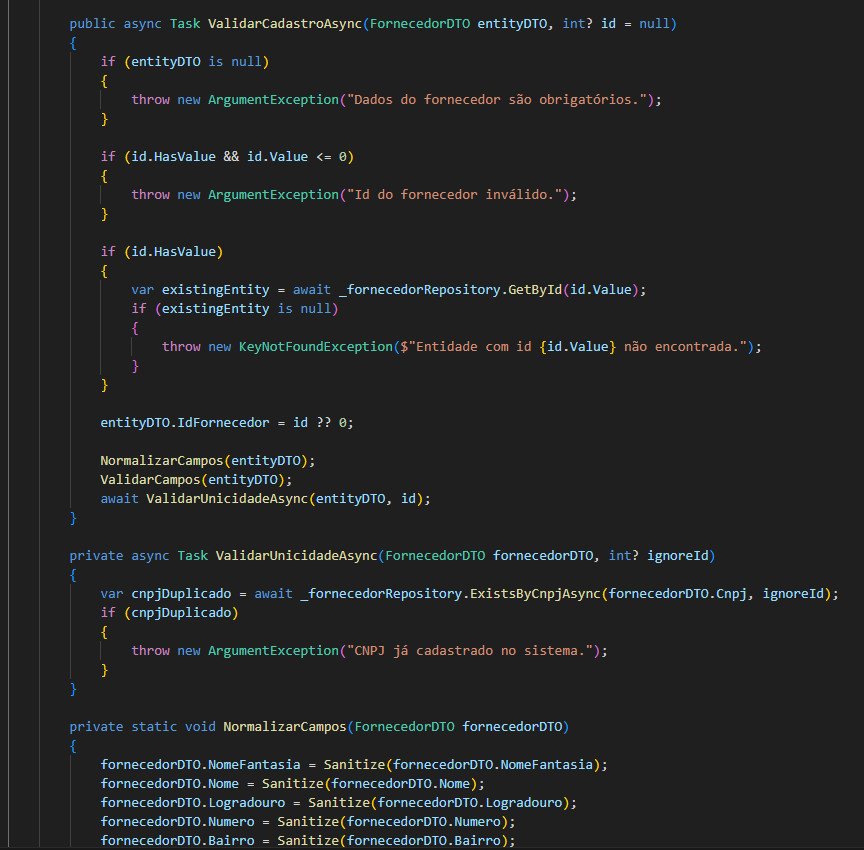 public async Task ValidarCadastroAsync(FornecedorDTO entityDTO, int? id = null)
{
if (entityDTO is null)
{
throw new ArgumentException("Dados do fornecedor são obrigatórios.");
}
if (id.HasValue && id.Value <= 0)
{
throw new ArgumentException("Id do fornecedor inválido.");
}
if (id.HasValue)
{
var existingEntity = await _fornecedorRepository.GetById(id.Value);
if (existingEntity is null)
{
throw new KeyNotFoundException($"Entidade com id {id.Value} não encontrada.");
}
}
entityDTO.IdFornecedor = id ?? 0;
NormalizarCampos(entityDTO);
ValidarCampos(entityDTO);
await ValidarUnicidadeAsync(entityDTO, id);
}
private async Task ValidarUnicidadeAsync(FornecedorDTO fornecedorDTO, int? ignoreId)
{
var cnpjDuplicado = await _fornecedorRepository.ExistsByCnpjAsync(fornecedorDTO.Cnpj, ignoreId);
if (cnpjDuplicado)
{
throw new ArgumentException("CNPJ já cadastrado no sistema.");
}
}
private static void NormalizarCampos(FornecedorDTO fornecedorDTO)
{
fornecedorDTO.NomeFantasia = Sanitize(fornecedorDTO.NomeFantasia);
fornecedorDTO.Nome = Sanitize(fornecedorDTO.Nome);
fornecedorDTO.Logradouro = Sanitize(fornecedorDTO.Logradouro);
fornecedorDTO.Numero = Sanitize(fornecedorDTO.Numero);
fornecedorDTO.Bairro = Sanitize(fornecedorDTO.Bairro);